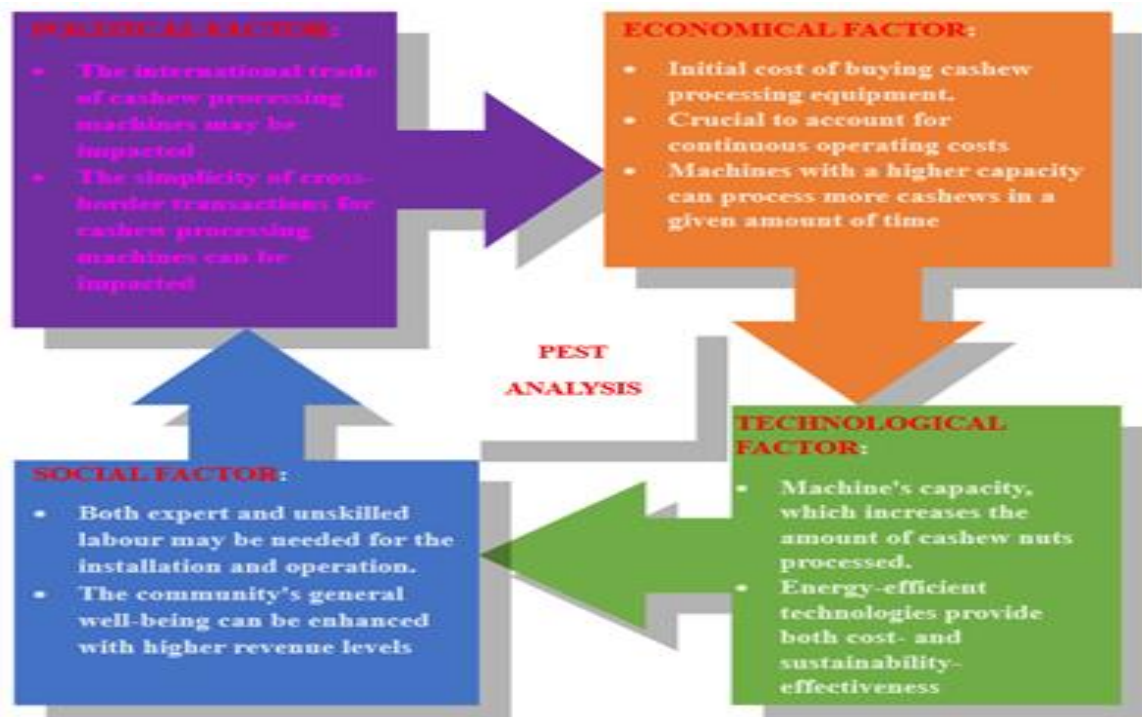 POLITICAL FACTOR:
• The international trade
of cashew processing
machines may be
impacted
• The simplicity of cross-
border transactions for
cashew processing
machines can be
impacted
ECONOMICAL FACTOR:
• Initial cost of buying cashew
processing equipment.
• Crucial to account for
continuous operating costs
• Machines with a higher capacity
can process more cashews in a
given amount of time
PEST
ANALYSIS
TECHNOLOGICAL
FACTOR:
• Machine's capacity,
which increases the
amount of cashew nuts
processed.
• Energy-efficient
technologies provide
both cost- and
sustainability-
effectiveness
SOCIAL FACTOR:
• Both expert and unskilled
labour may be needed for the
installation and operation.
• The community's general
well-being can be enhanced
with higher revenue levels